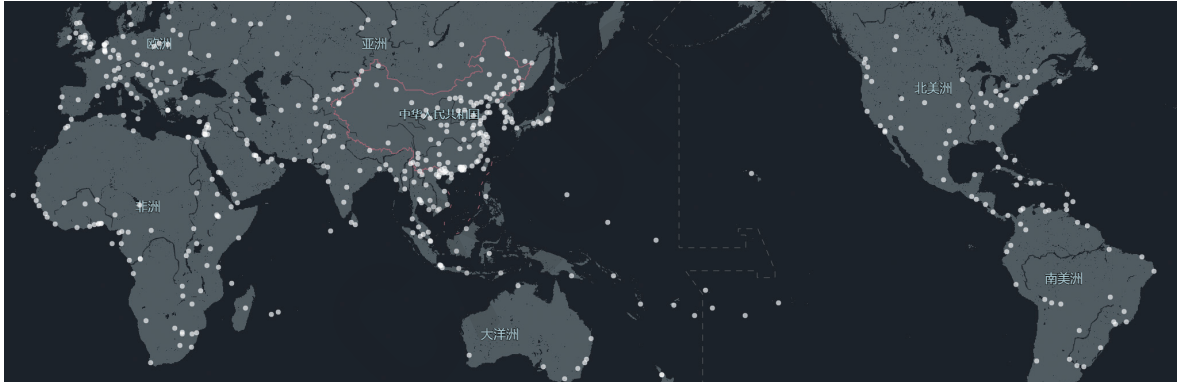 欧洲
亚洲
北美洲
中华人民共和国
非洲
南美洲
大洋洲